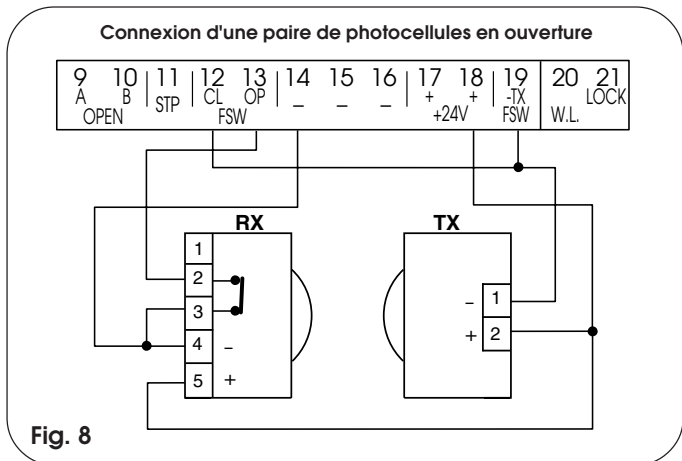 Connexion d'une paire de photocellules en ouverture
9 10 11 12 13 14 15 16 17 18 19 20 21
A B STP CL OP – – – + + -TX W.L. LOCK
OPEN FSW +24V FSW
RX TX
1
2
3
4 –
5 +
– 1
+ 2
Fig. 8